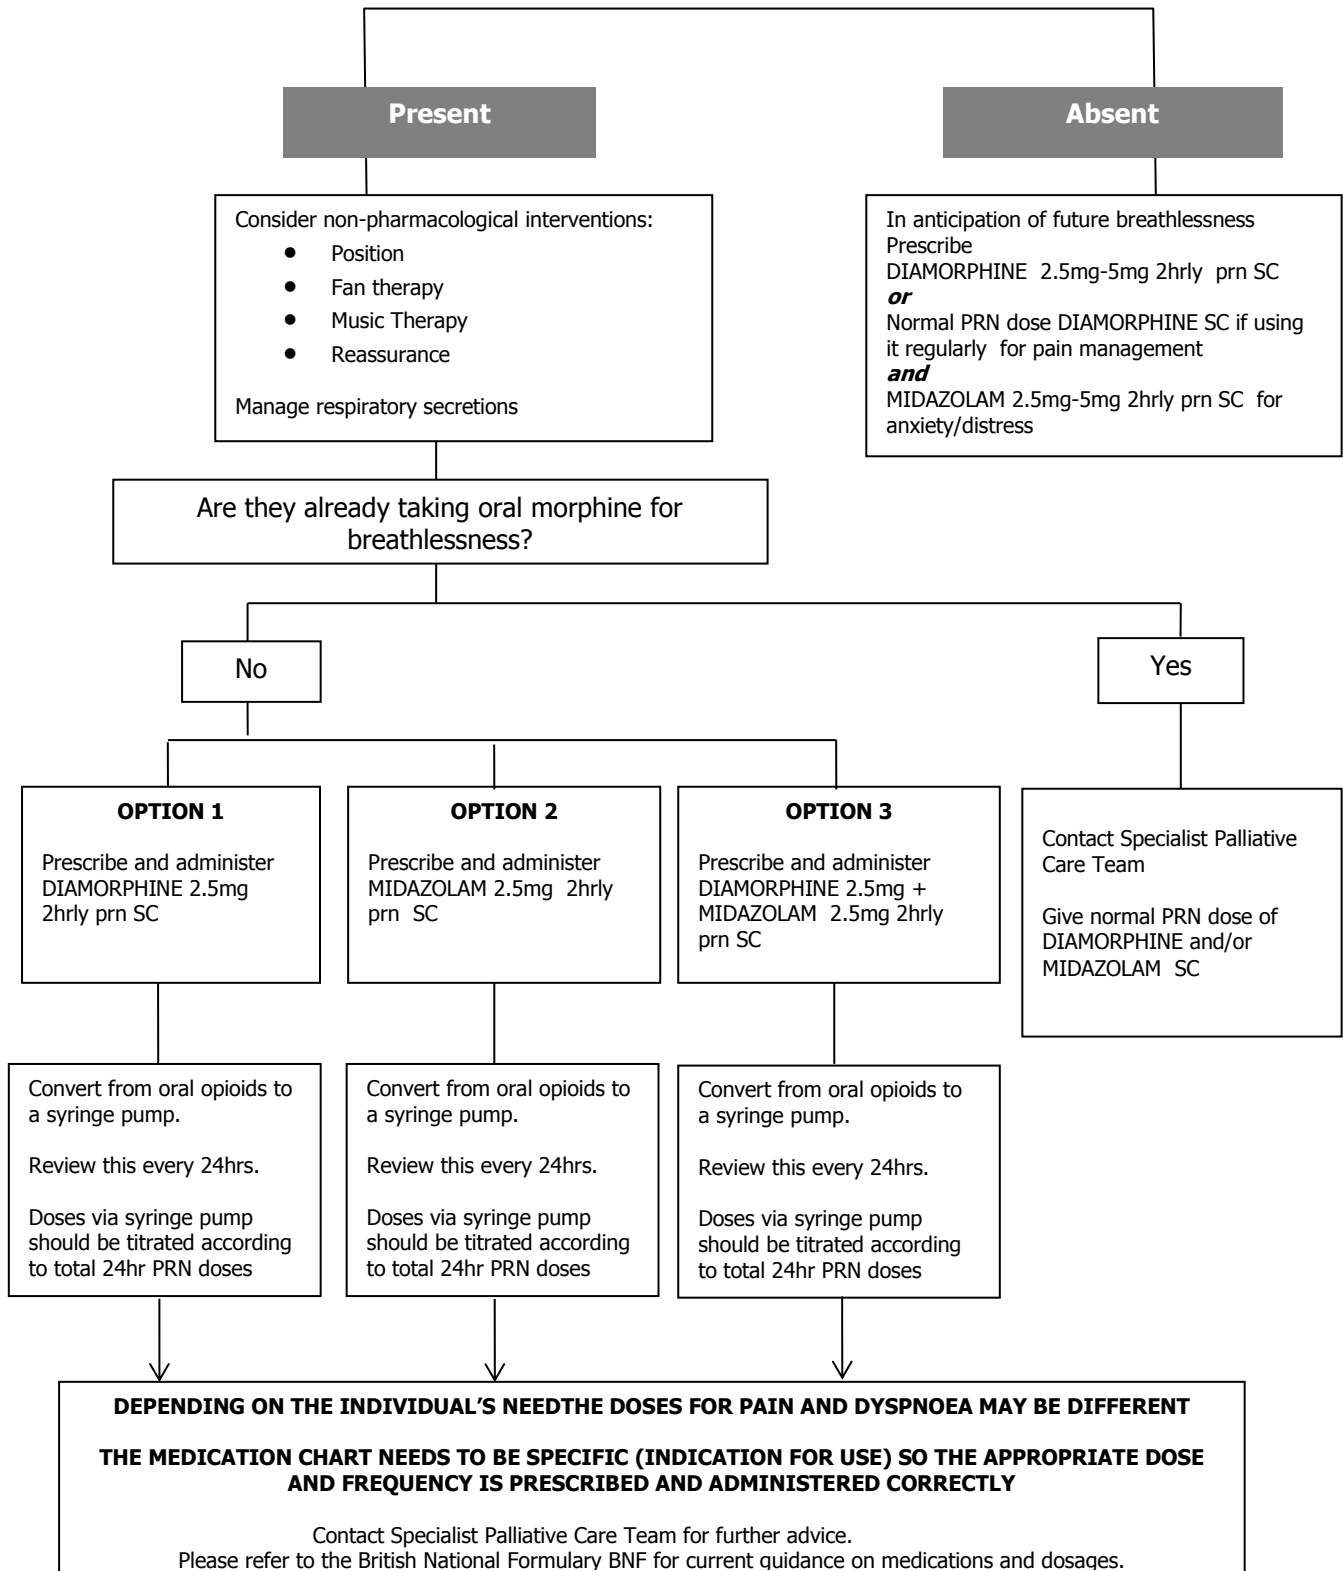 Present
Absent
Consider non-pharmacological interventions:
• Position
• Fan therapy
• Music Therapy
• Reassurance
Manage respiratory secretions
In anticipation of future breathlessness
Prescribe
DIAMORPHINE 2.5mg-5mg 2hrly prn SC
or
Normal PRN dose DIAMORPHINE SC if using
it regularly for pain management
and
MIDAZOLAM 2.5mg-5mg 2hrly prn SC for
anxiety/distress
Are they already taking oral morphine for
breathlessness?
No
Yes
OPTION 1
Prescribe and administer
DIAMORPHINE 2.5mg
2hrly prn SC
OPTION 2
Prescribe and administer
MIDAZOLAM 2.5mg 2hrly
prn SC
OPTION 3
Prescribe and administer
DIAMORPHINE 2.5mg +
MIDAZOLAM 2.5mg 2hrly
prn SC
Contact Specialist Palliative
Care Team
Give normal PRN dose of
DIAMORPHINE and/or
MIDAZOLAM SC
Convert from oral opioids to
a syringe pump.
Review this every 24hrs.
Doses via syringe pump
should be titrated according
to total 24hr PRN doses
Convert from oral opioids to
a syringe pump.
Review this every 24hrs.
Doses via syringe pump
should be titrated according
to total 24hr PRN doses
Convert from oral opioids to
a syringe pump.
Review this every 24hrs.
Doses via syringe pump
should be titrated according
to total 24hr PRN doses
DEPENDING ON THE INDIVIDUAL'S NEEDTHE DOSES FOR PAIN AND DYSPNOEA MAY BE DIFFERENT
THE MEDICATION CHART NEEDS TO BE SPECIFIC (INDICATION FOR USE) SO THE APPROPRIATE DOSE
AND FREQUENCY IS PRESCRIBED AND ADMINISTERED CORRECTLY
Contact Specialist Palliative Care Team for further advice.
Please refer to the British National Formulary BNF for current guidance on medications and dosages.